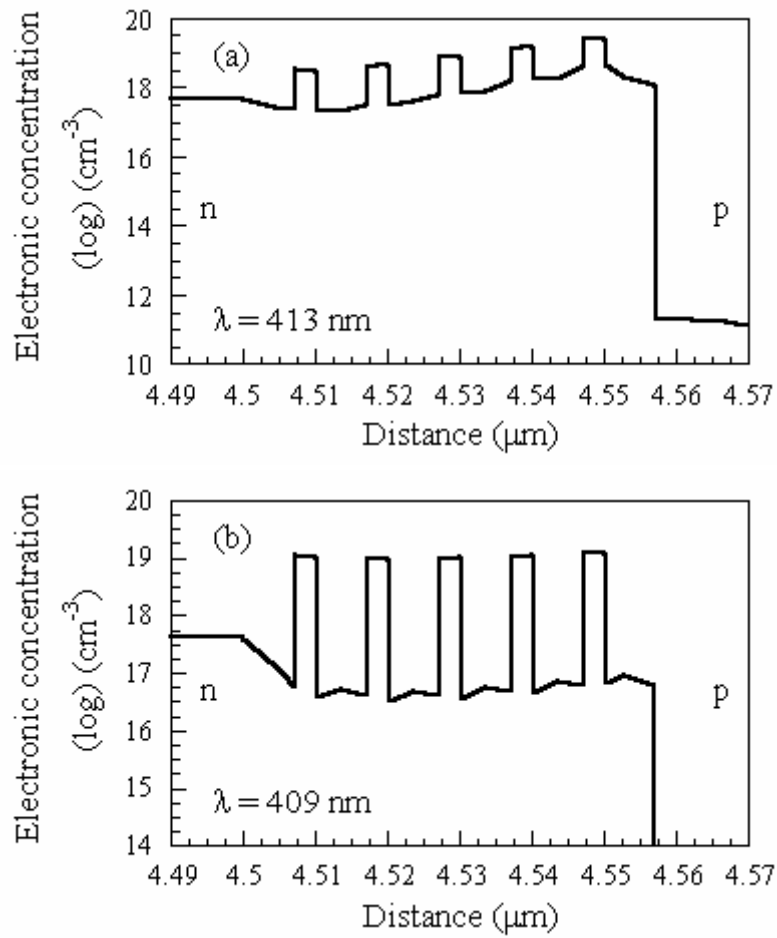 Electronic concentration
(log) (cm⁻³)
20
18
16
14
12
10
(a)
n
p
λ = 413 nm
4.49 4.5 4.51 4.52 4.53 4.54 4.55 4.56 4.57
Distance (μm)
Electronic concentration
(log) (cm⁻³)
20
19
18
17
16
15
14
(b)
n
p
λ = 409 nm
4.49 4.5 4.51 4.52 4.53 4.54 4.55 4.56 4.57
Distance (μm)